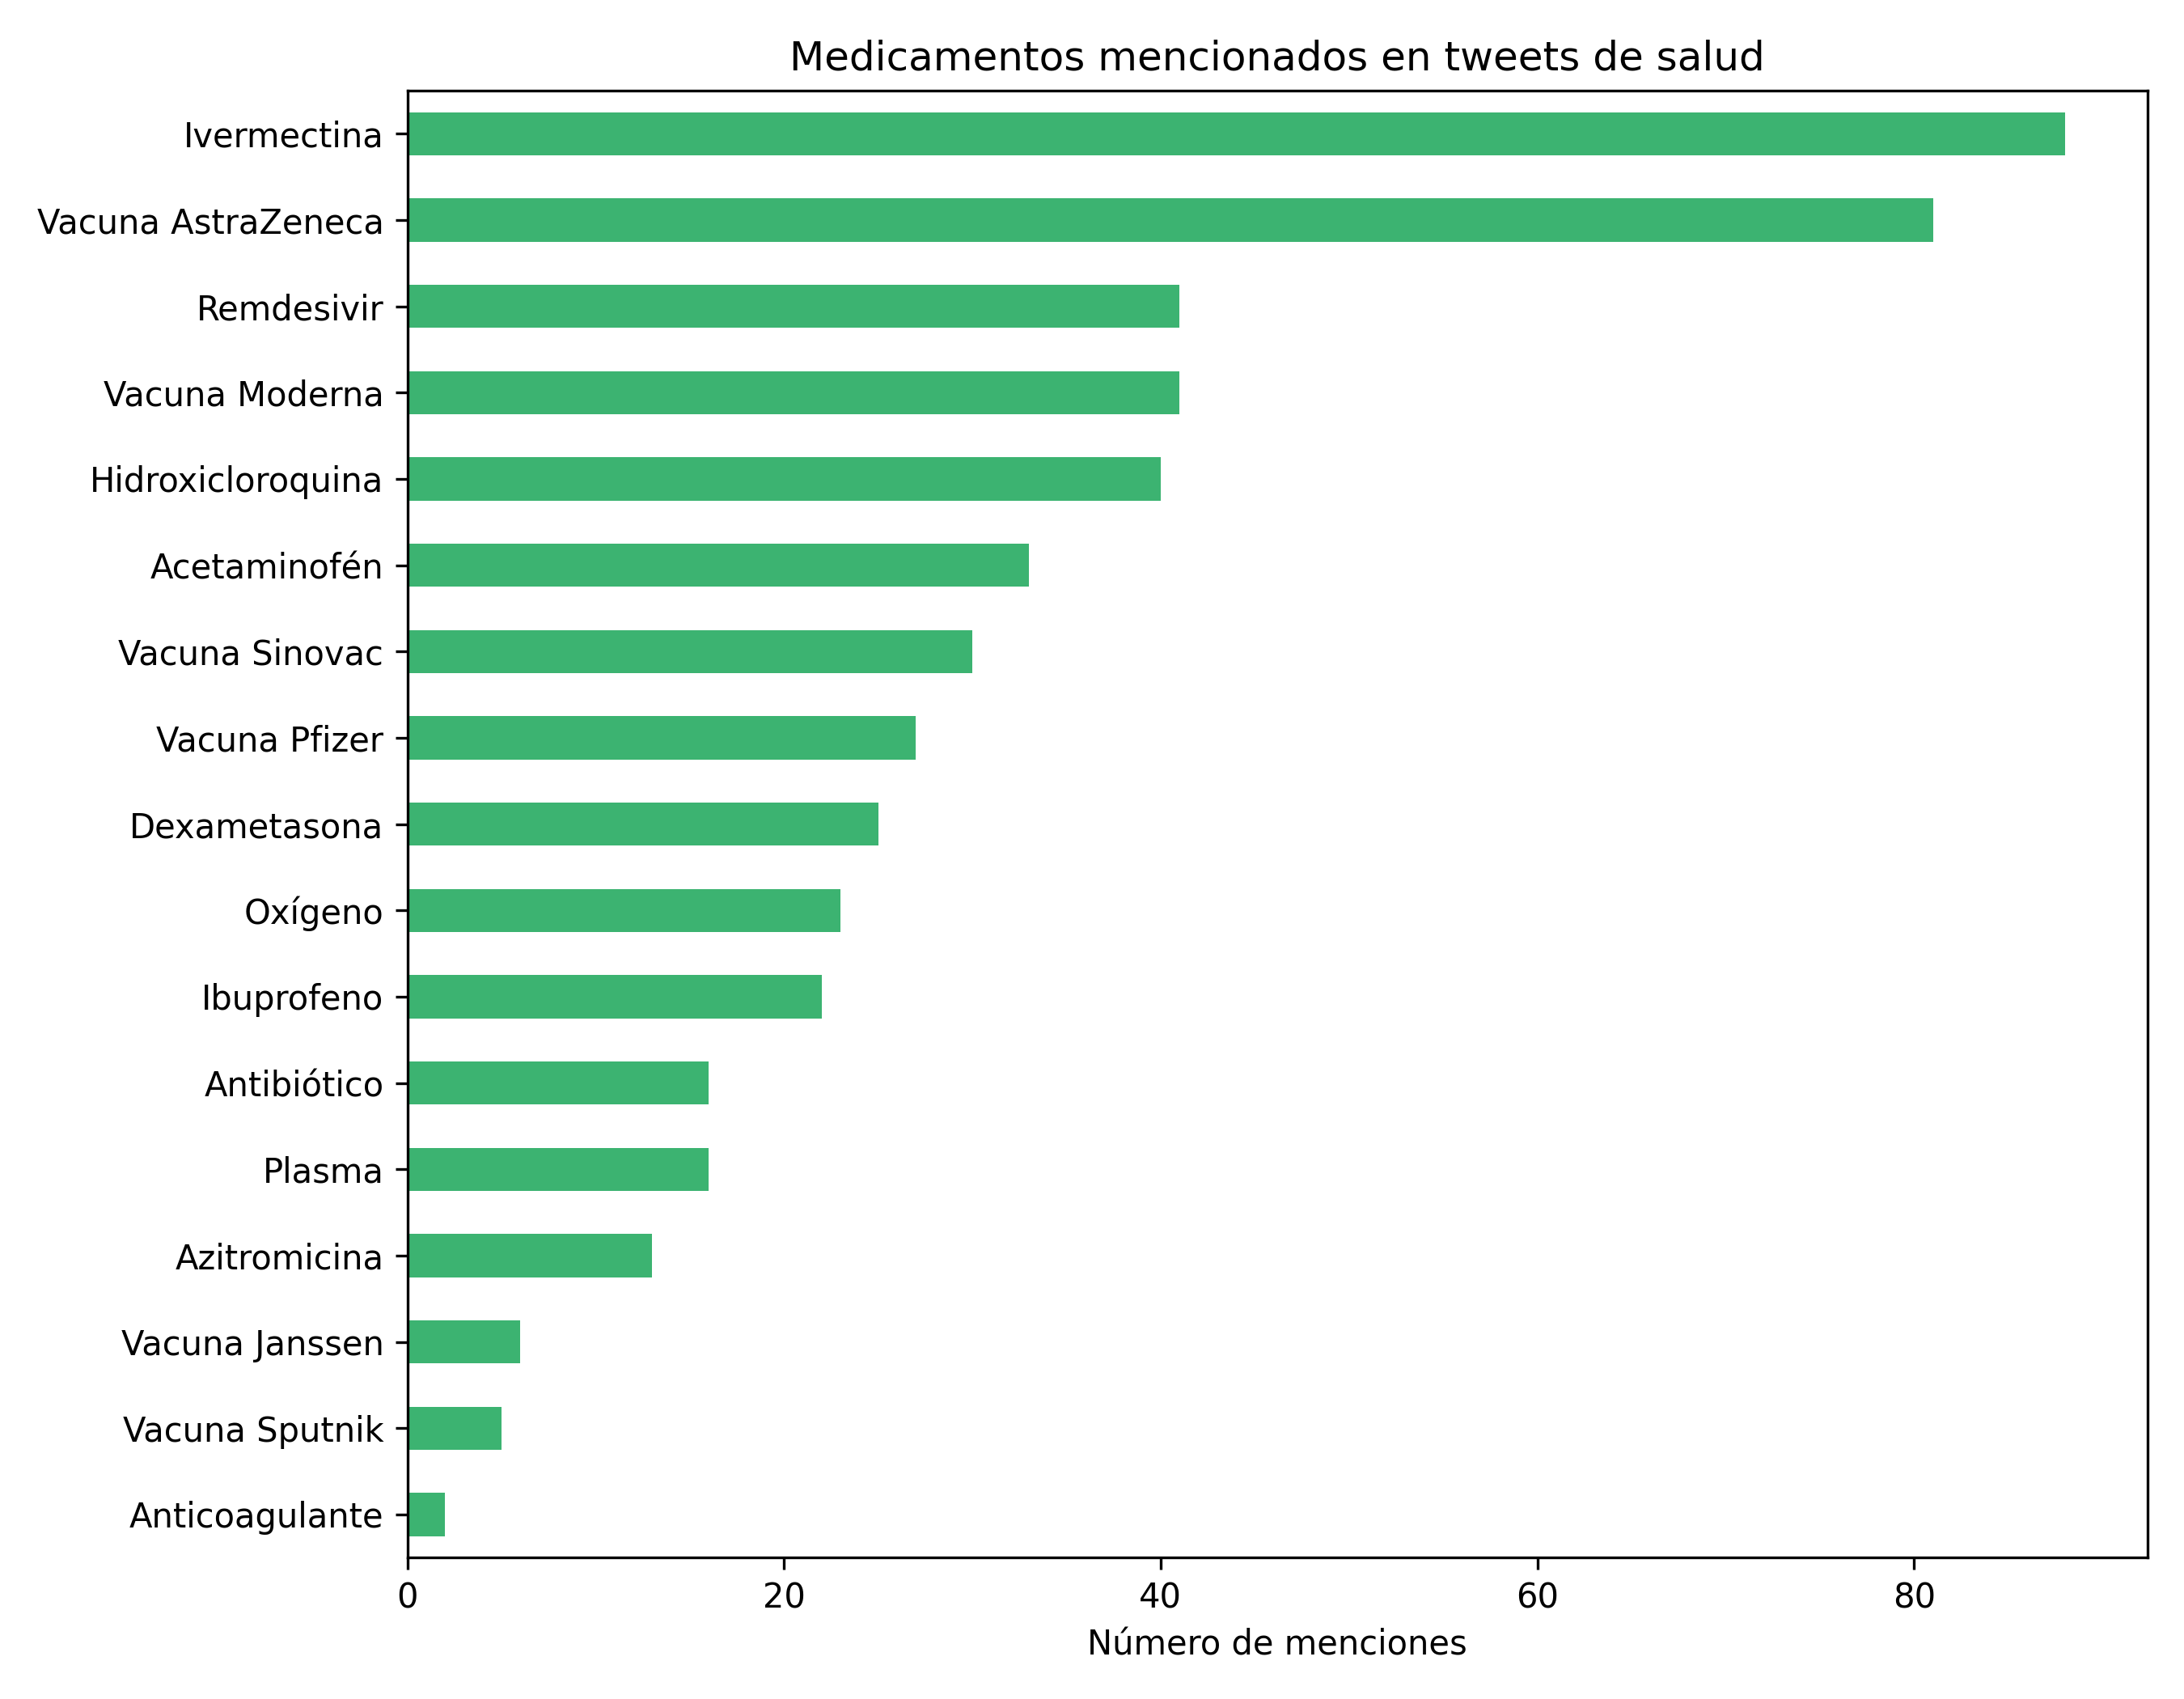 Medicamentos mencionados en tweets de salud
Ivermectina
Vacuna AstraZeneca
Remdesivir
Vacuna Moderna
Hidroxicloroquina
Acetaminofén
Vacuna Sinovac
Vacuna Pfizer
Dexametasona
Oxígeno
Ibuprofeno
Antibiótico
Plasma
Azitromicina
Vacuna Janssen
Vacuna Sputnik
Anticoagulante
0 20 40 60 80
Número de menciones